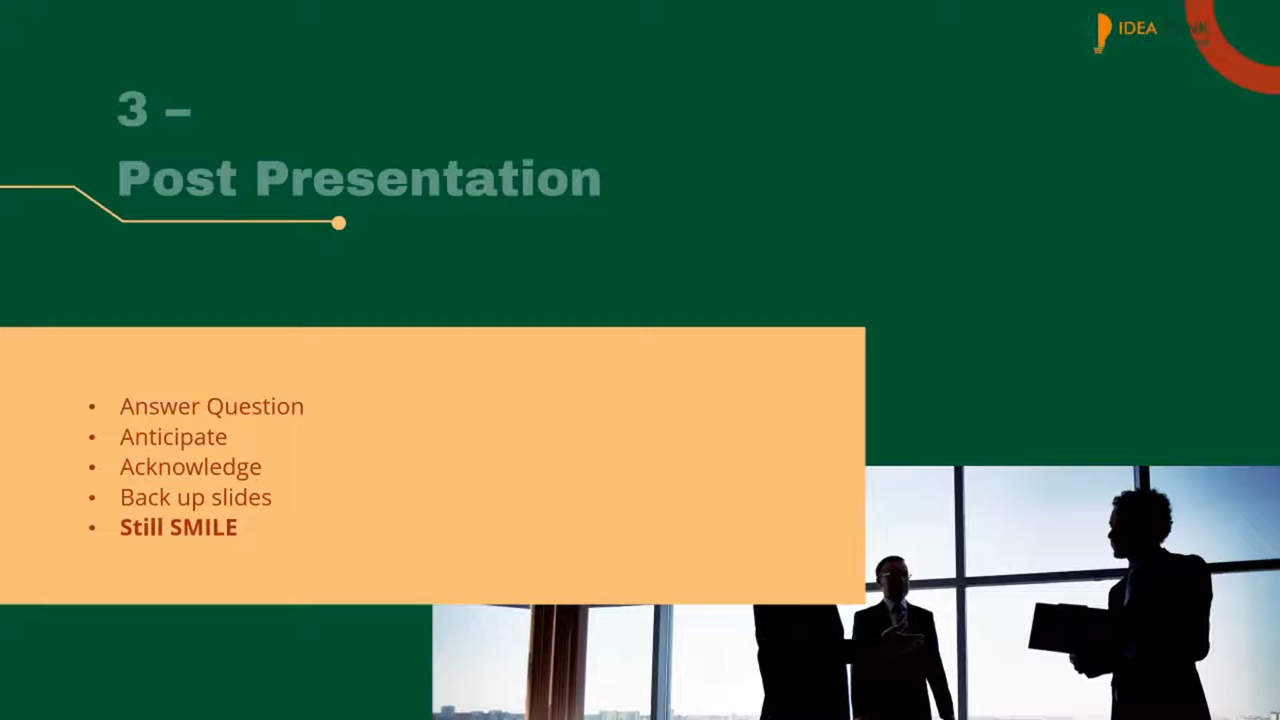 IDEA
3 –
Post Presentation
• Answer Question
• Anticipate
• Acknowledge
• Back up slides
• Still SMILE